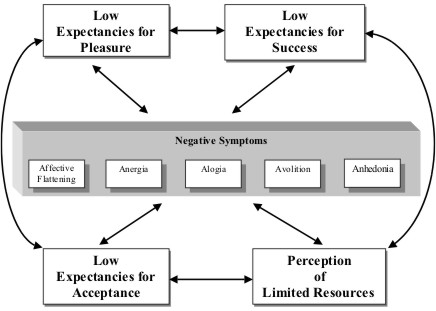 Low
Expectancies for
Pleasure
Low
Expectancies for
Success
Negative Symptoms
Affective
Flattening
Anergia
Alogia
Avolition
Anhedonia
Low
Expectancies for
Acceptance
Perception
of
Limited Resources